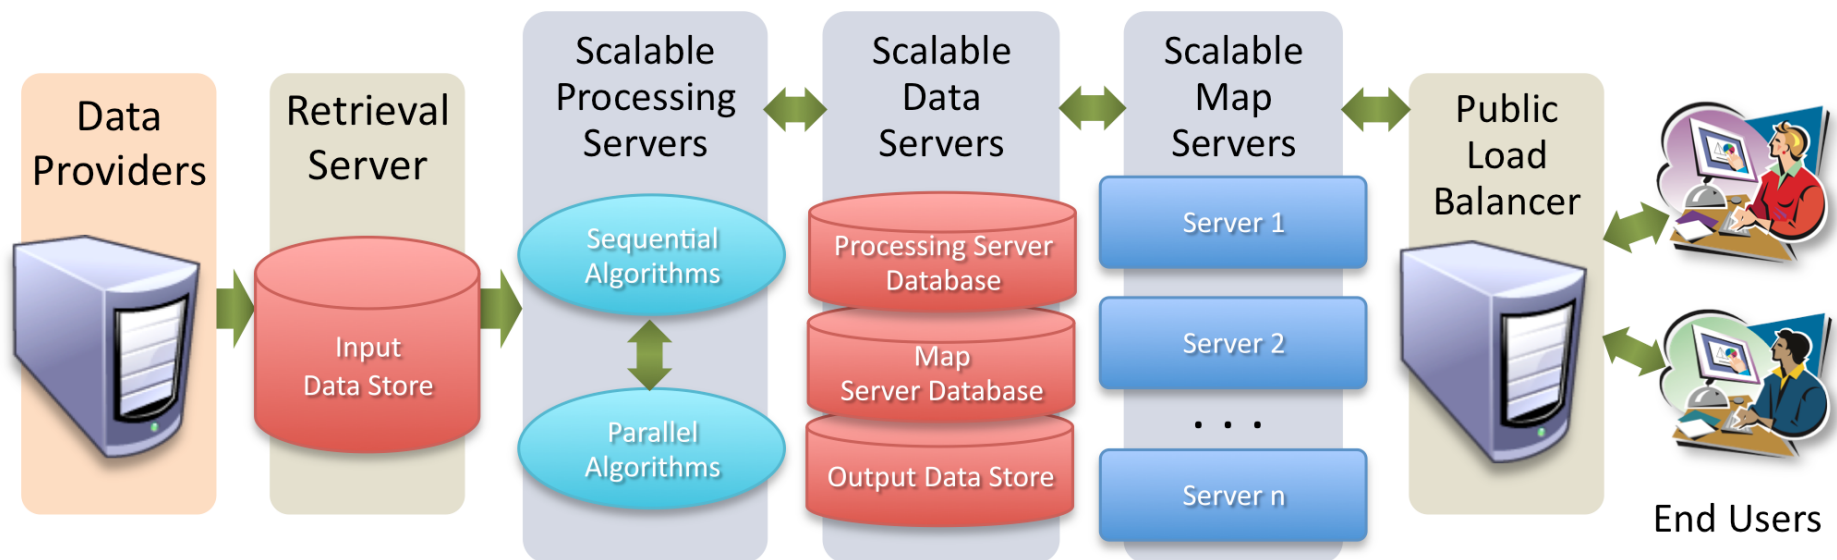 Data
Providers
Retrieval
Server
Input
Data Store
Scalable
Processing
Servers
Sequential
Algorithms
Parallel
Algorithms
Scalable
Data
Servers
Processing Server
Database
Map
Server Database
Output Data Store
Scalable
Map
Servers
Server 1
Server 2
. . .
Server n
Public
Load
Balancer
End Users